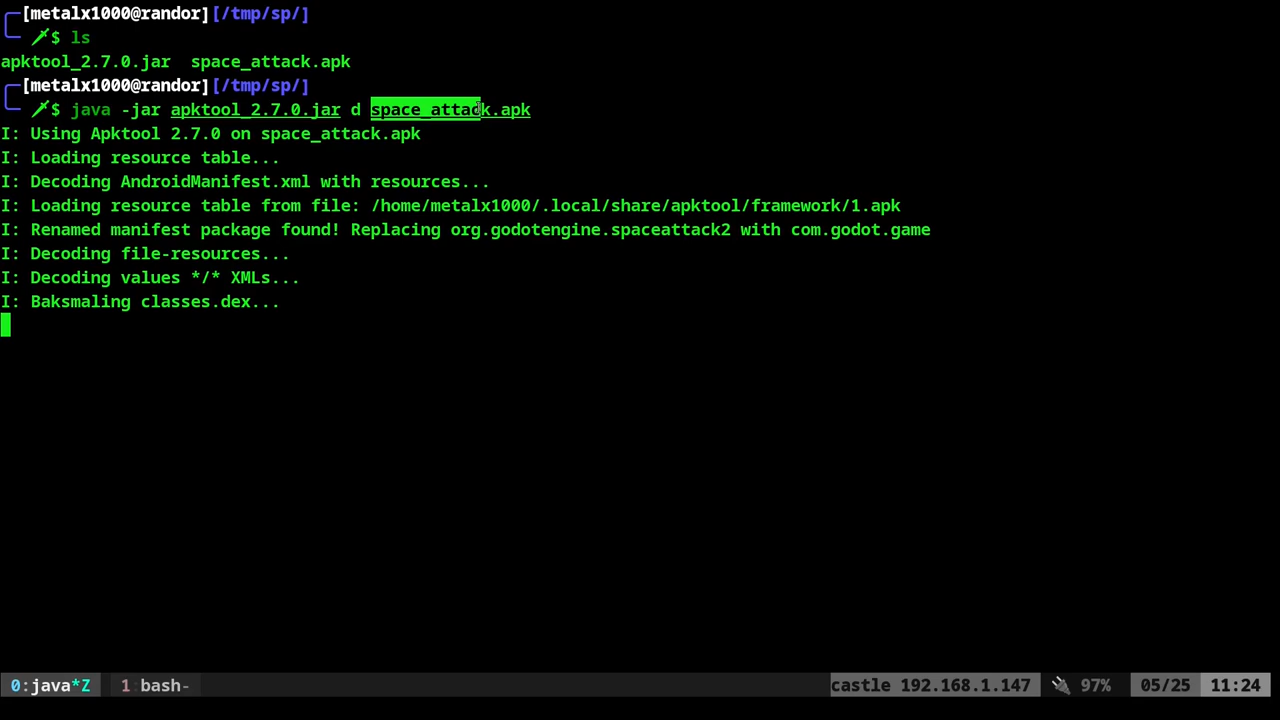 [metalx1000@randor][/tmp/sp/]
$ ls
apktool_2.7.0.jar  space_attack.apk
[metalx1000@randor][/tmp/sp/]
$ java -jar apktool_2.7.0.jar d space_attack.apk
I: Using Apktool 2.7.0 on space_attack.apk
I: Loading resource table...
I: Decoding AndroidManifest.xml with resources...
I: Loading resource table from file: /home/metalx1000/.local/share/apktool/framework/1.apk
I: Renamed manifest package found! Replacing org.godotengine.spaceattack2 with com.godot.game
I: Decoding file-resources...
I: Decoding values */* XMLs...
I: Baksmaling classes.dex...
0:java*Z  1 bash-  castle 192.168.1.147  97%  05/25  11:24